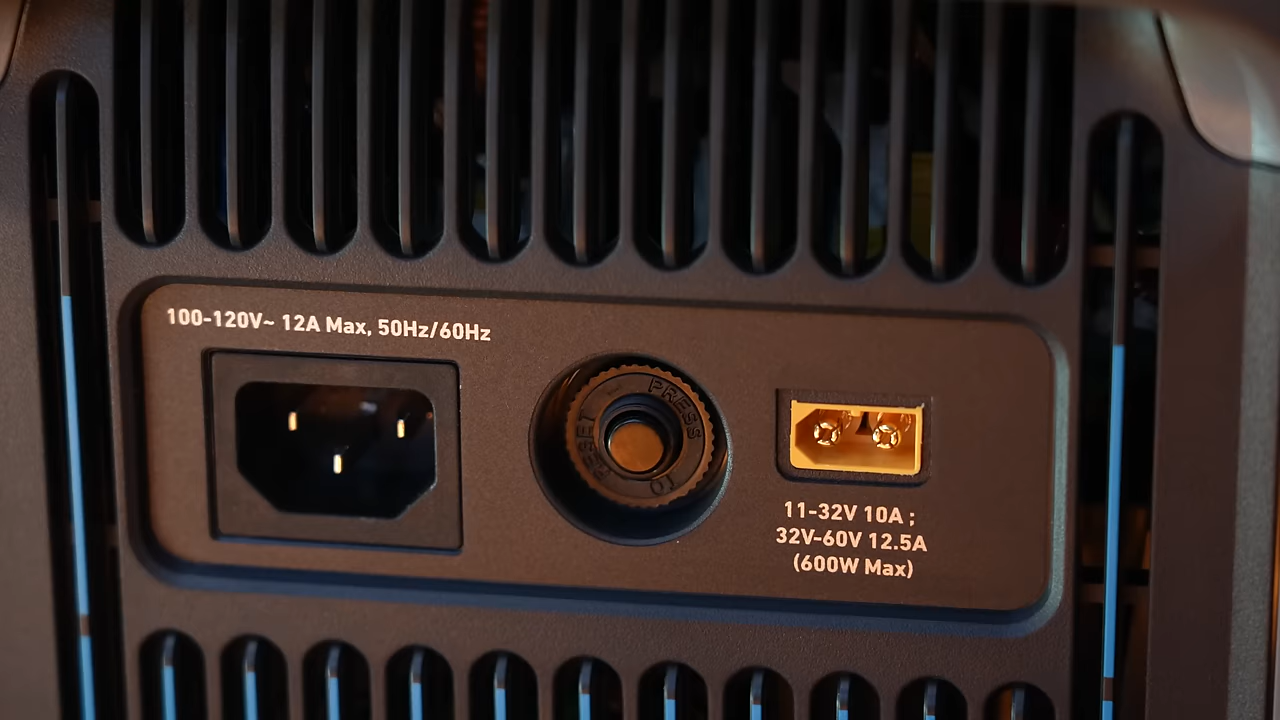 100-120V~ 12A Max, 50Hz/60Hz
PRESS TO RESET
11-32V 10A ;
32V-60V 12.5A
(600W Max)